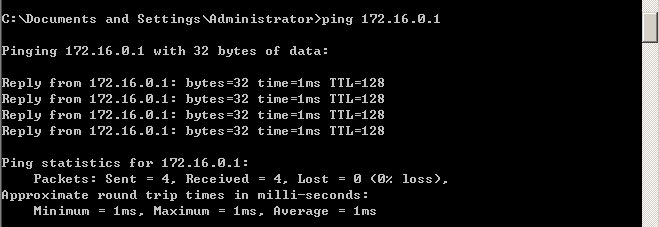 C:\Documents and Settings\Administrator>ping 172.16.0.1
Pinging 172.16.0.1 with 32 bytes of data:
Reply from 172.16.0.1: bytes=32 time=1ms TTL=128
Reply from 172.16.0.1: bytes=32 time=1ms TTL=128
Reply from 172.16.0.1: bytes=32 time=1ms TTL=128
Reply from 172.16.0.1: bytes=32 time=1ms TTL=128
Ping statistics for 172.16.0.1:
    Packets: Sent = 4, Received = 4, Lost = 0 (0% loss),
Approximate round trip times in milli-seconds:
    Minimum = 1ms, Maximum = 1ms, Average = 1ms